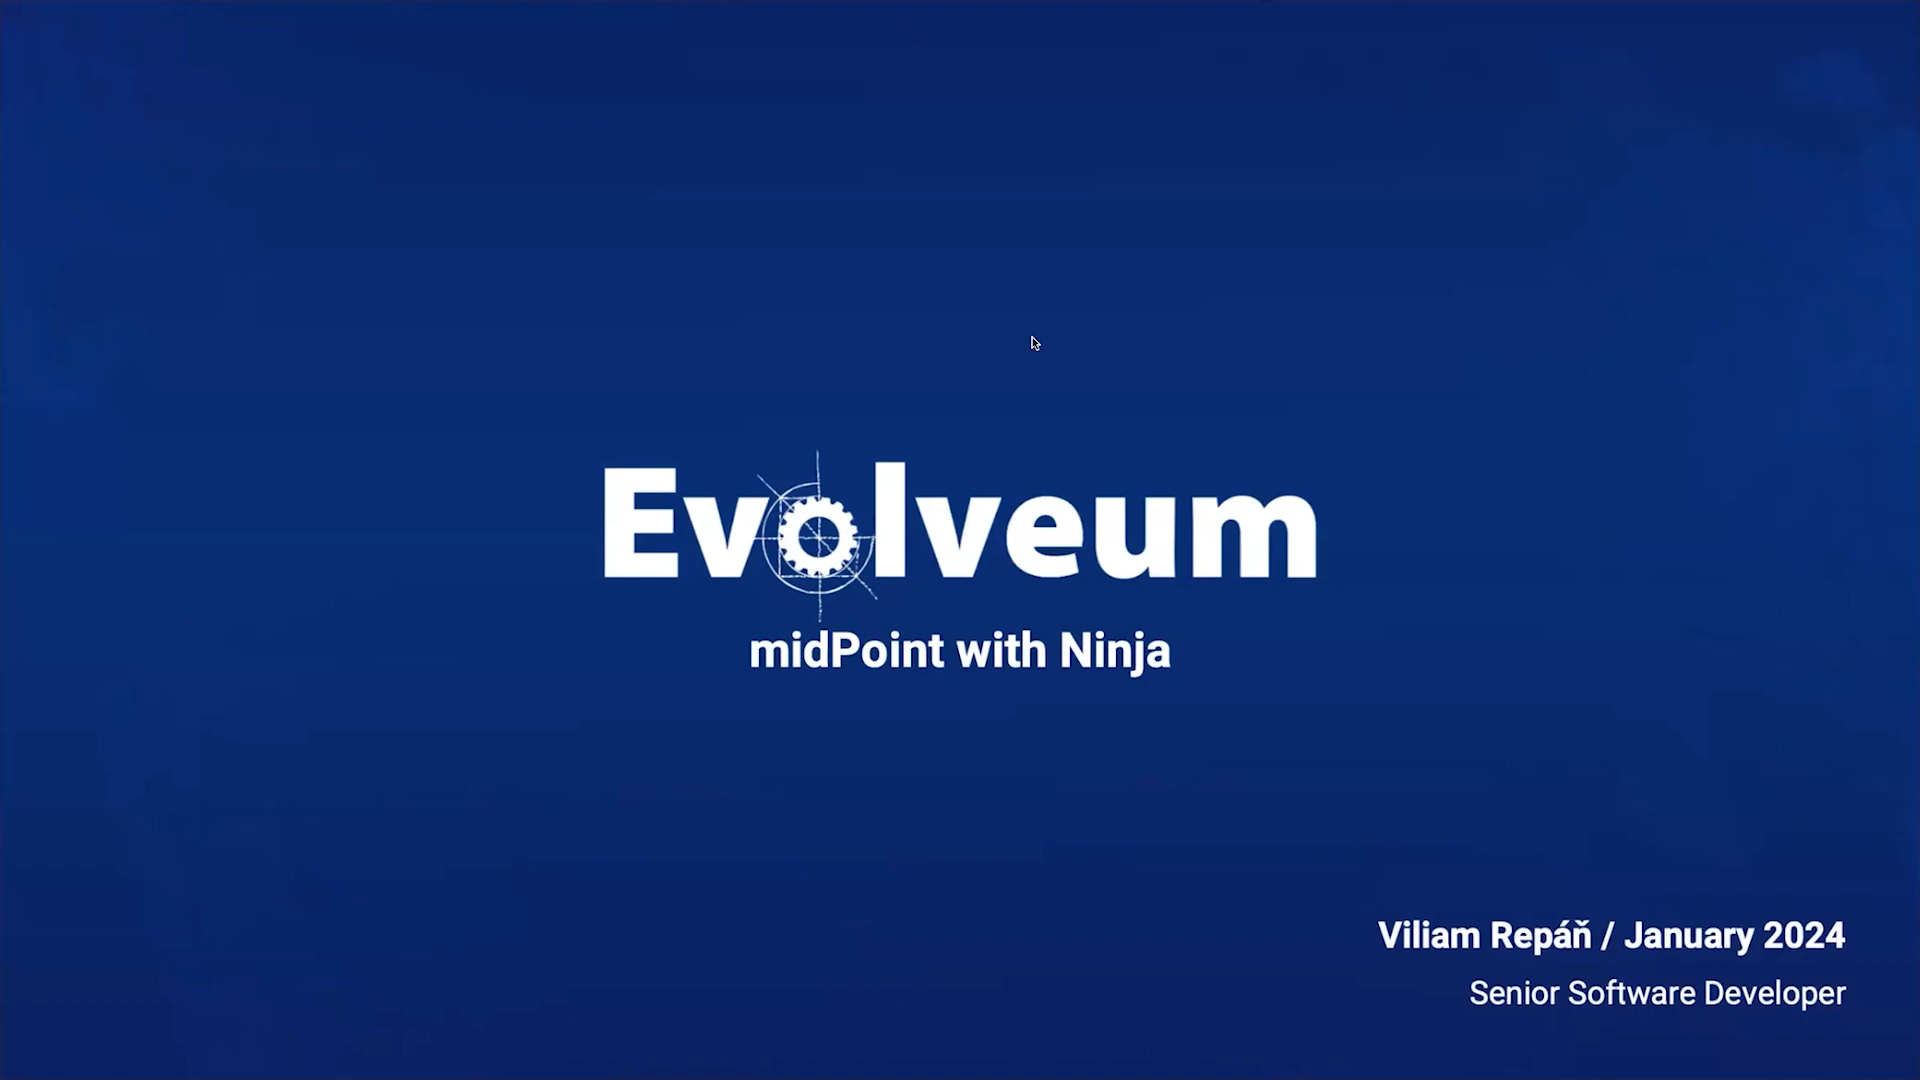 Evolveum
midPoint with Ninja
Viliam Repáň / January 2024
Senior Software Developer